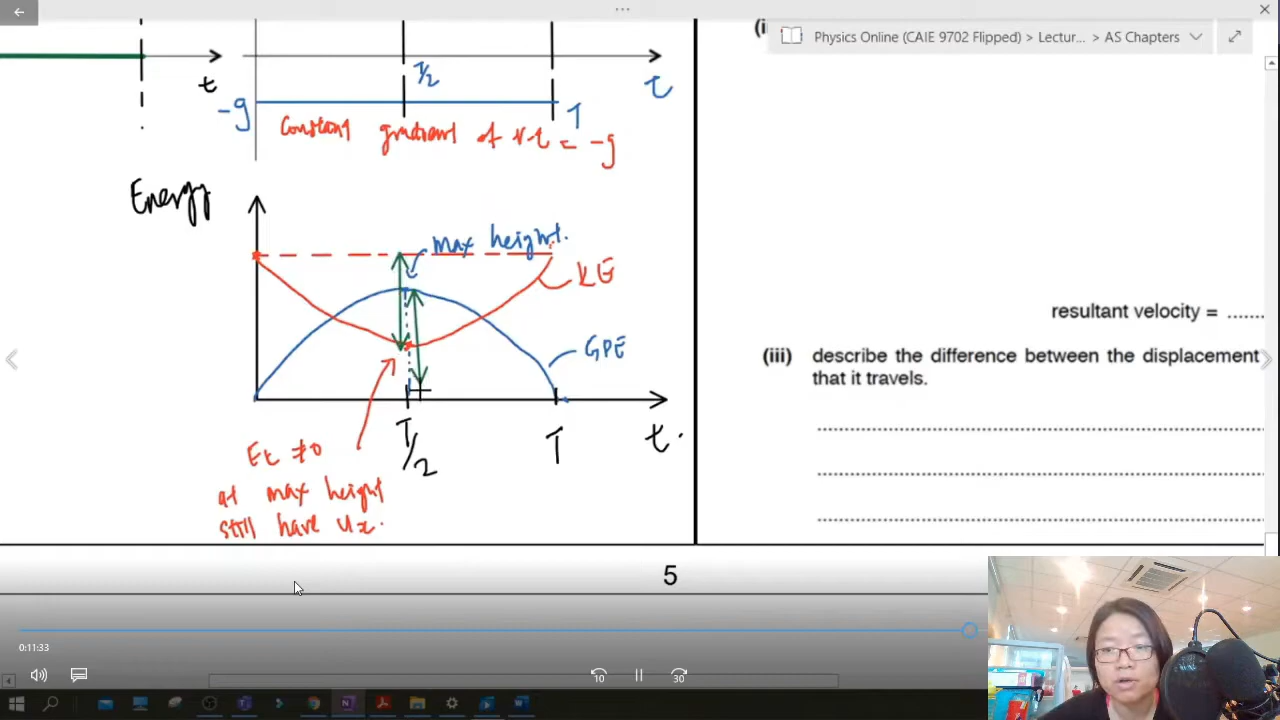 Physics Online (CAIE 9702 Flipped) > Lectur... > AS Chapters
(i
t
T/2
τ
-g
T
Constant gradient of v-t = -g
Energy
max height.
KE
GPE
T/2
T
t.
Ek ≠ 0
at max height
still have ux.
resultant velocity = ......
(iii) describe the difference between the displacement
that it travels.
5
0:11:33
10
30